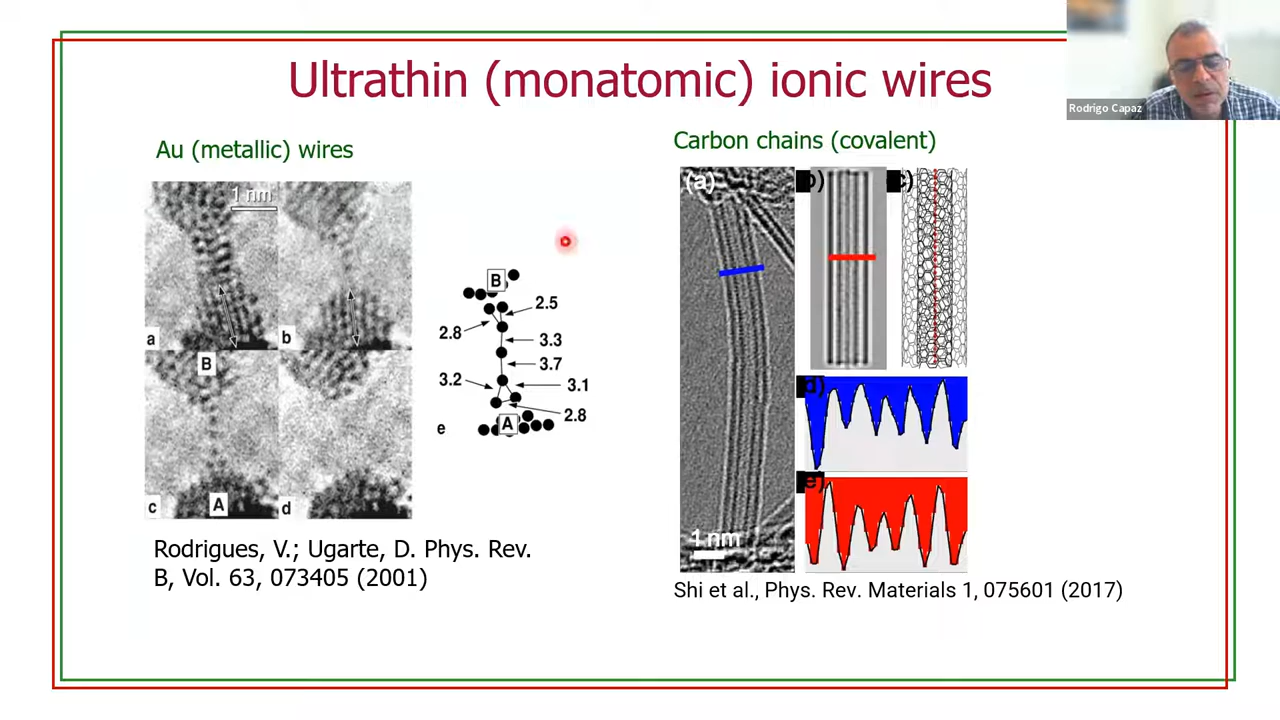 Ultrathin (monatomic) ionic wires
Rodrigo Capaz
Au (metallic) wires
Carbon chains (covalent)
1 nm
a
b
B
c
A
d
B
2.5
2.8
3.3
3.7
3.2
3.1
2.8
A
e
(a)
b)
c)
d)
e)
1 nm
Rodrigues, V.; Ugarte, D. Phys. Rev.
B, Vol. 63, 073405 (2001)
Shi et al., Phys. Rev. Materials 1, 075601 (2017)